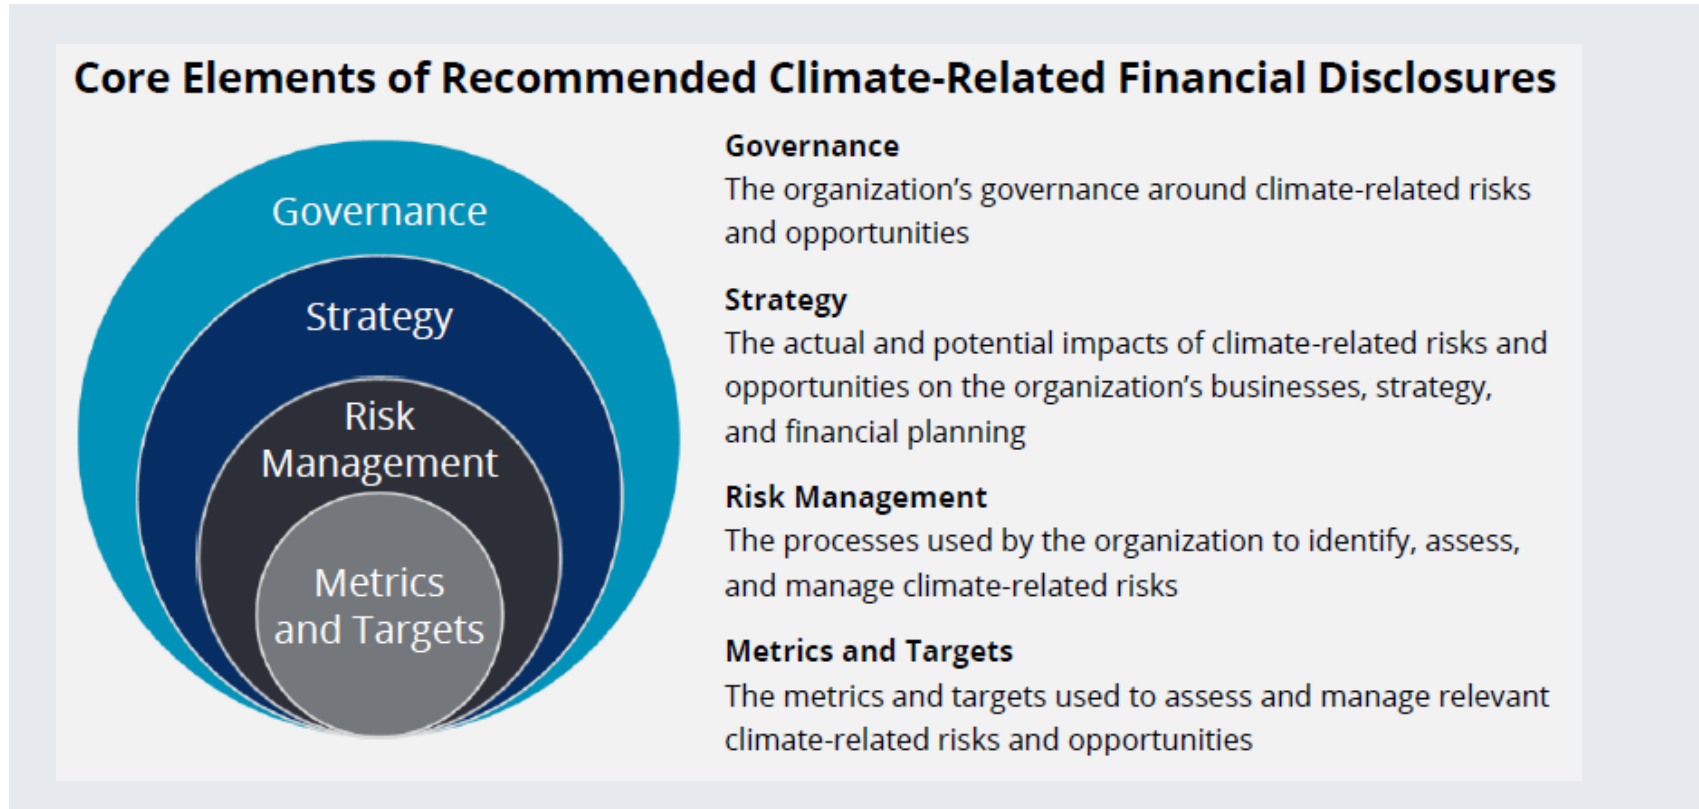 Core Elements of Recommended Climate-Related Financial Disclosures
Governance
Strategy
Risk
Management
Metrics
and Targets
Governance
The organization’s governance around climate-related risks
and opportunities
Strategy
The actual and potential impacts of climate-related risks and
opportunities on the organization’s businesses, strategy,
and financial planning
Risk Management
The processes used by the organization to identify, assess,
and manage climate-related risks
Metrics and Targets
The metrics and targets used to assess and manage relevant
climate-related risks and opportunities